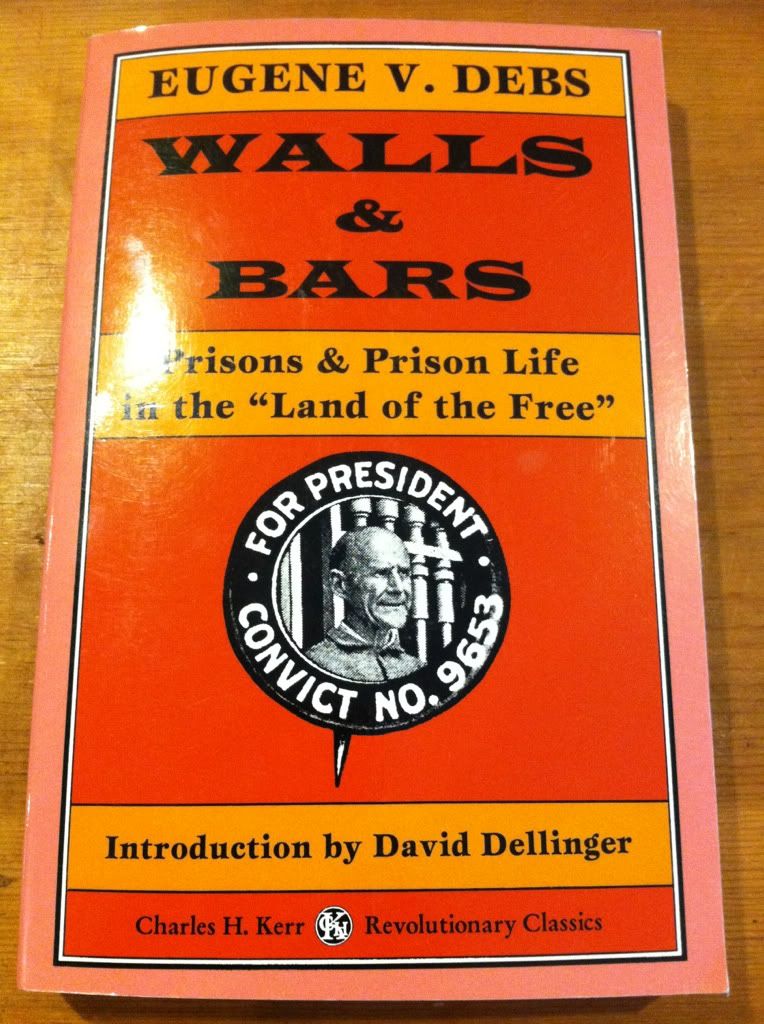 EUGENE V. DEBS
WALLS
&
BARS
Prisons & Prison Life
in the “Land of the Free”
• FOR PRESIDENT •
CONVICT NO. 9653
Introduction by David Dellinger
Charles H. Kerr Revolutionary Classics